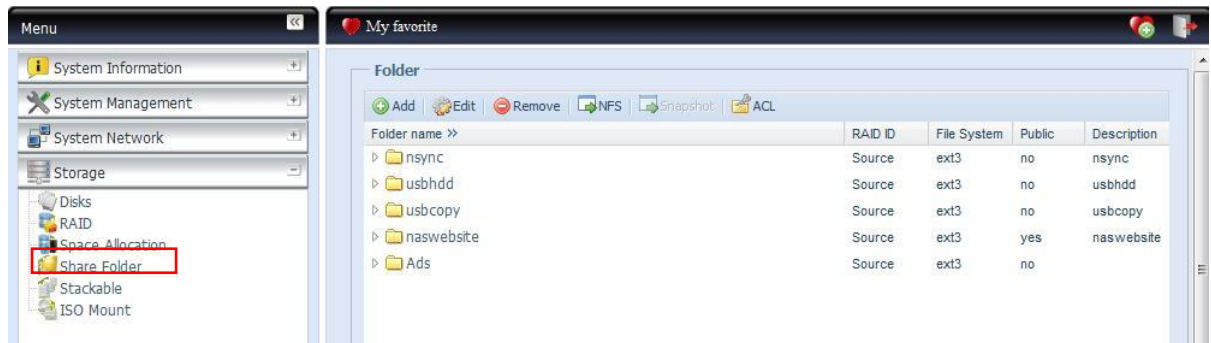 Menu
My favorite
System Information
System Management
System Network
Storage
Disks
RAID
Space Allocation
Share Folder
Stackable
ISO Mount
Folder
Add Edit Remove NFS Snapshot ACL
Folder name >> RAID ID File System Public Description
nsync Source ext3 no nsync
usbhdd Source ext3 no usbhdd
usbcopy Source ext3 no usbcopy
naswebsite Source ext3 yes naswebsite
Ads Source ext3 no